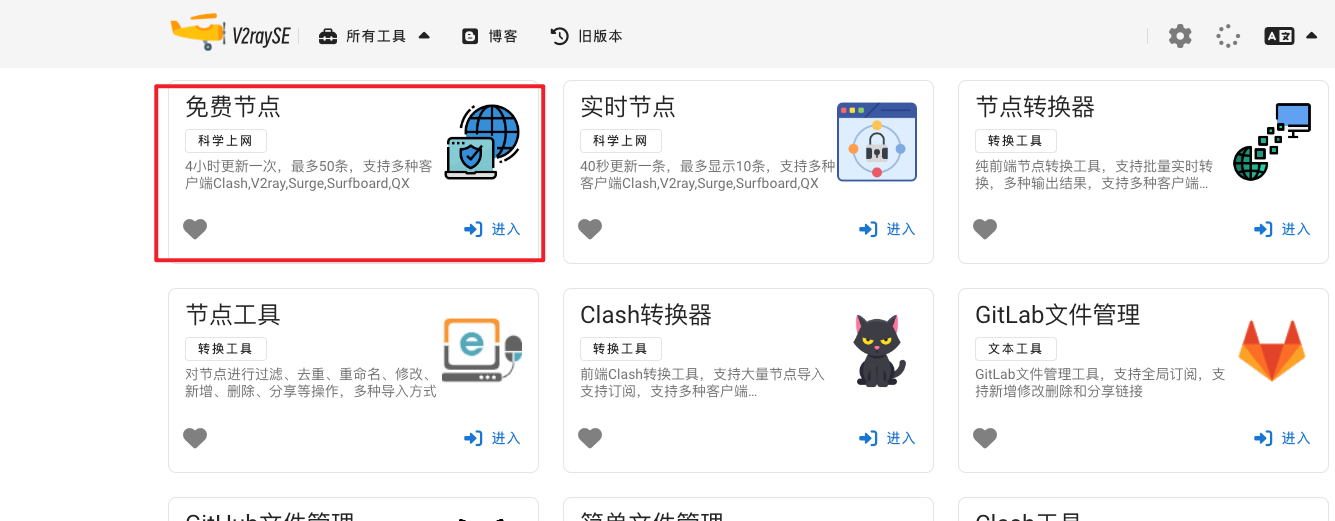 V2raySE 所有工具 博客 旧版本
免费节点
科学上网
4小时更新一次，最多50条，支持多种客
户端Clash,V2ray,Surge,Surfboard,QX
进入
实时节点
科学上网
40秒更新一条，最多显示10条，支持多种
客户端Clash,V2ray,Surge,Surfboard,QX
进入
节点转换器
转换工具
纯前端节点转换工具，支持批量实时转
换，多种输出结果，支持多种客户端...
进入
节点工具
转换工具
对节点进行过滤、去重、重命名、修改、
新增、删除、分享等操作，多种导入方式
进入
Clash转换器
转换工具
前端Clash转换工具，支持大量节点导入
支持订阅，支持多种客户端...
进入
GitLab文件管理
文本工具
GitLab文件管理工具，支持全局订阅，支
持新增修改删除和分享链接
进入
GitHub文件管理
简单文件管理
Clash工具